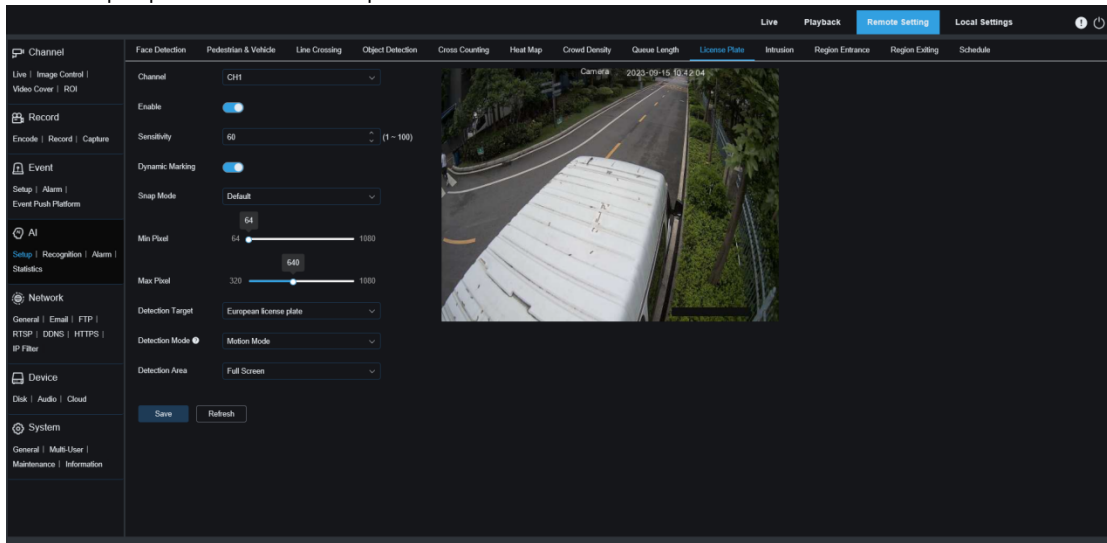 Live Playback Remote Setting Local Settings
Channel
Live | Image Control |
Video Cover | ROI
Record
Encode | Record | Capture
Event
Setup | Alarm |
Event Push Platform
AI
Setup | Recognition | Alarm |
Statistics
Network
General | Email | FTP |
RTSP | DDNS | HTTPS |
IP Filter
Device
Disk | Audio | Cloud
System
General | Multi-User |
Maintenance | Information
Face Detection Pedestrian & Vehicle Line Crossing Object Detection Cross Counting Heat Map Crowd Density Queue Length License Plate Intrusion Region Entrance Region Exiting Schedule
Channel CH1
Enable
Sensitivity 60 (1 ~ 100)
Dynamic Marking
Snap Mode Default
64
Min Pixel 64 1080
640
Max Pixel 320 1080
Detection Target European license plate
Detection Mode Motion Mode
Detection Area Full Screen
Save Refresh
Camera 2023-09-15 10:42:04